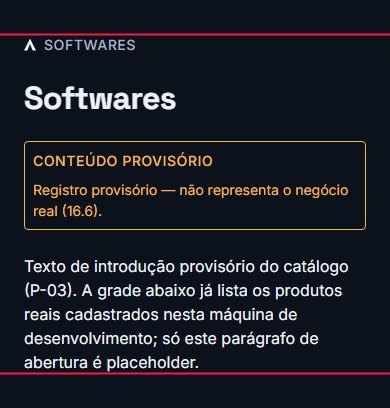 SOFTWARES
Softwares
CONTEÚDO PROVISÓRIO
Registro provisório — não representa o negócio
real (16.6).
Texto de introdução provisório do catálogo
(P-03). A grade abaixo já lista os produtos
reais cadastrados nesta máquina de
desenvolvimento; só este parágrafo de
abertura é placeholder.